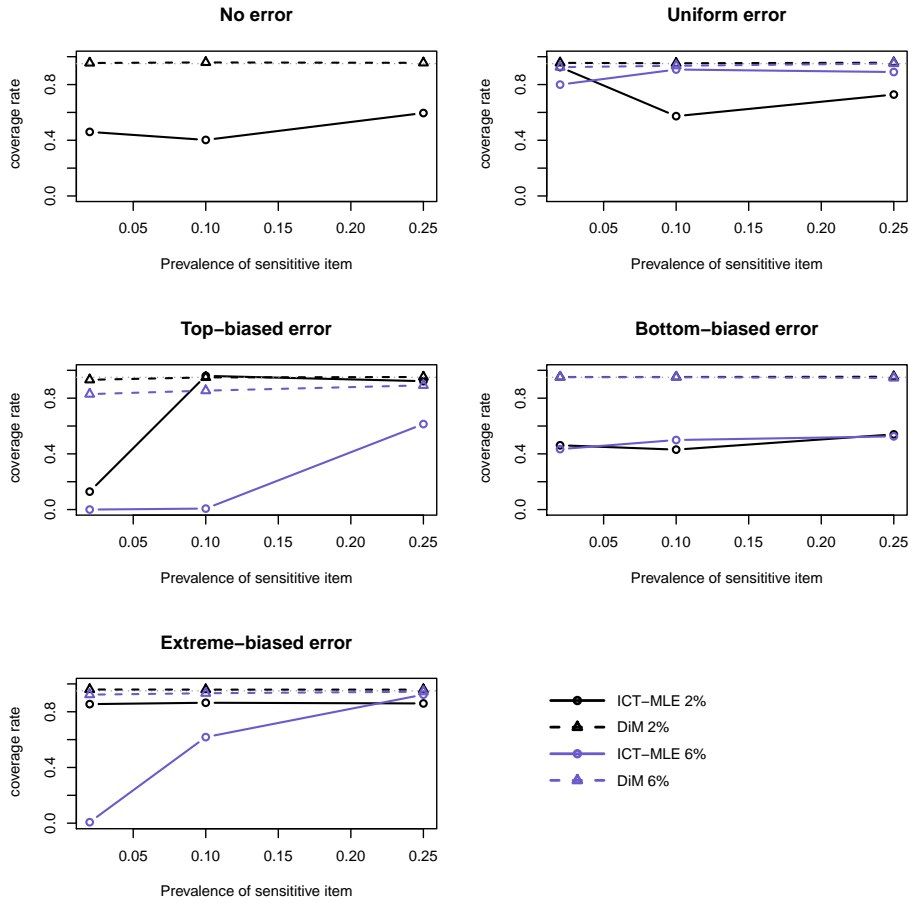 No error
coverage rate
0.0
0.4
0.8
0.05
0.10
0.15
0.20
0.25
Prevalence of sensititive item
Uniform error
coverage rate
0.0
0.4
0.8
0.05
0.10
0.15
0.20
0.25
Prevalence of sensititive item
Top−biased error
coverage rate
0.0
0.4
0.8
0.05
0.10
0.15
0.20
0.25
Prevalence of sensititive item
Bottom−biased error
coverage rate
0.0
0.4
0.8
0.05
0.10
0.15
0.20
0.25
Prevalence of sensititive item
Extreme−biased error
coverage rate
0.0
0.4
0.8
0.05
0.10
0.15
0.20
0.25
Prevalence of sensititive item
ICT−MLE 2%
DiM 2%
ICT−MLE 6%
DiM 6%